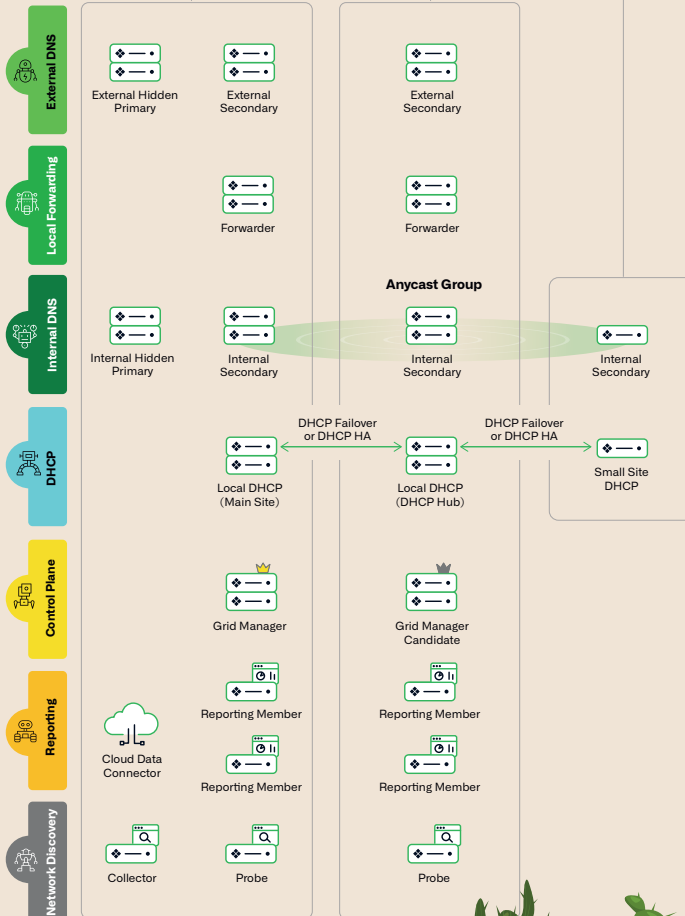 External DNS
External Hidden
Primary
External
Secondary
External
Secondary
Local Forwarding
Forwarder
Forwarder
Anycast Group
Internal DNS
Internal Hidden
Primary
Internal
Secondary
Internal
Secondary
Internal
Secondary
DHCP
DHCP Failover
or DHCP HA
DHCP Failover
or DHCP HA
Local DHCP
(Main Site)
Local DHCP
(DHCP Hub)
Small Site
DHCP
Control Plane
Grid Manager
Grid Manager
Candidate
Reporting
Reporting Member
Reporting Member
Cloud Data
Connector
Reporting Member
Reporting Member
Network Discovery
Collector
Probe
Probe